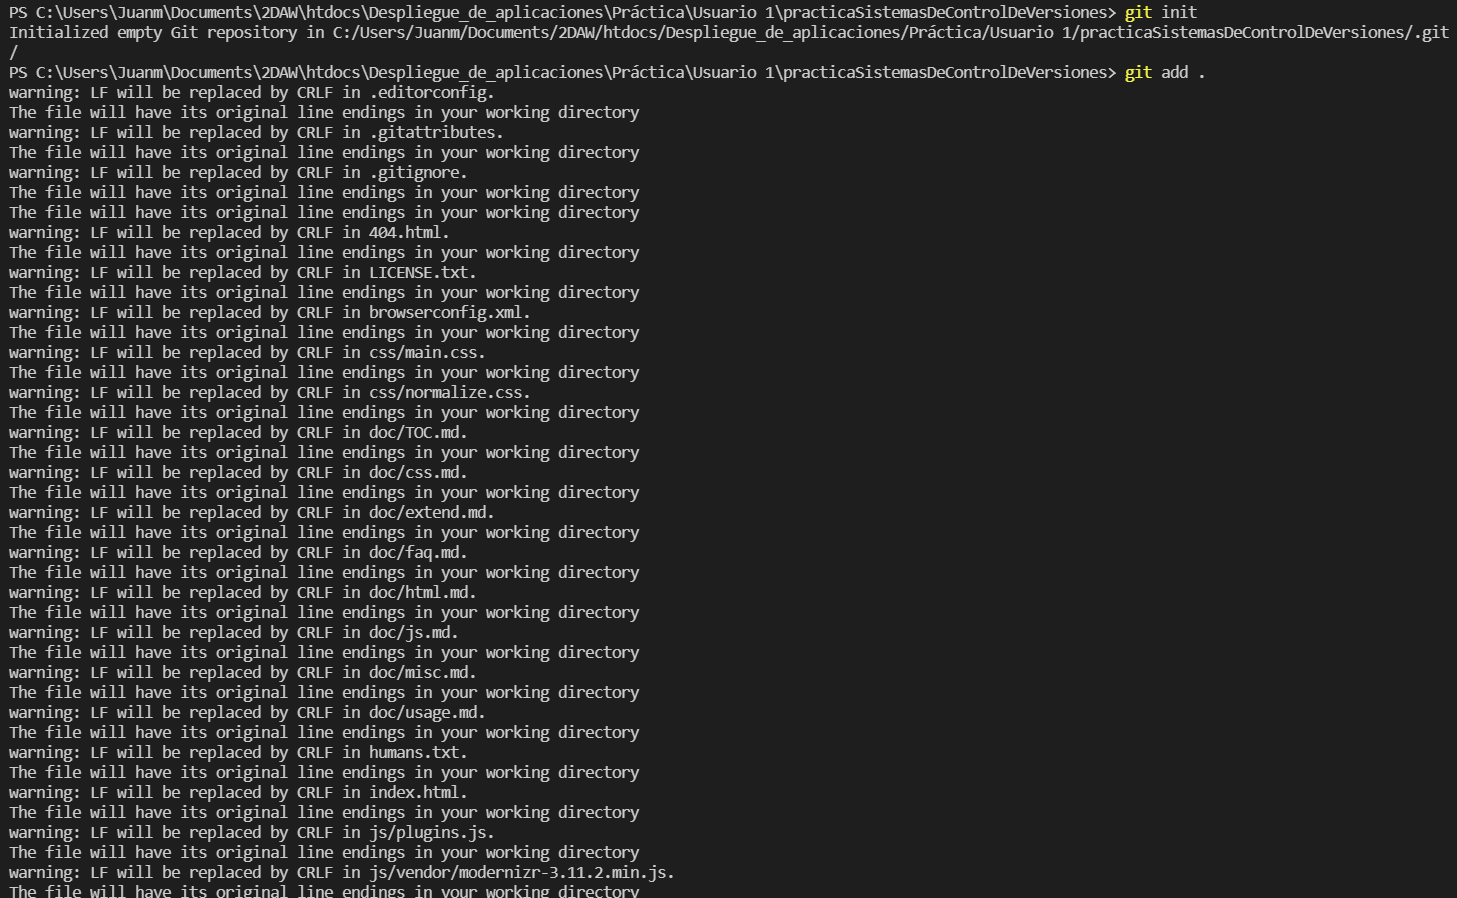 PS C:\Users\Juanm\Documents\2DAW\htdocs\Despliegue_de_aplicaciones\Práctica\Usuario 1\practicaSistemasDeControlDeVersiones> git init
Initialized empty Git repository in C:/Users/Juanm/Documents/2DAW/htdocs/Despliegue_de_aplicaciones/Práctica/Usuario 1/practicaSistemasDeControlDeVersiones/.git
/
PS C:\Users\Juanm\Documents\2DAW\htdocs\Despliegue_de_aplicaciones\Práctica\Usuario 1\practicaSistemasDeControlDeVersiones> git add .
warning: LF will be replaced by CRLF in .editorconfig.
The file will have its original line endings in your working directory
warning: LF will be replaced by CRLF in .gitattributes.
The file will have its original line endings in your working directory
warning: LF will be replaced by CRLF in .gitignore.
The file will have its original line endings in your working directory
The file will have its original line endings in your working directory
warning: LF will be replaced by CRLF in 404.html.
The file will have its original line endings in your working directory
warning: LF will be replaced by CRLF in LICENSE.txt.
The file will have its original line endings in your working directory
warning: LF will be replaced by CRLF in browserconfig.xml.
The file will have its original line endings in your working directory
warning: LF will be replaced by CRLF in css/main.css.
The file will have its original line endings in your working directory
warning: LF will be replaced by CRLF in css/normalize.css.
The file will have its original line endings in your working directory
warning: LF will be replaced by CRLF in doc/TOC.md.
The file will have its original line endings in your working directory
warning: LF will be replaced by CRLF in doc/css.md.
The file will have its original line endings in your working directory
warning: LF will be replaced by CRLF in doc/extend.md.
The file will have its original line endings in your working directory
warning: LF will be replaced by CRLF in doc/faq.md.
The file will have its original line endings in your working directory
warning: LF will be replaced by CRLF in doc/html.md.
The file will have its original line endings in your working directory
warning: LF will be replaced by CRLF in doc/js.md.
The file will have its original line endings in your working directory
warning: LF will be replaced by CRLF in doc/misc.md.
The file will have its original line endings in your working directory
warning: LF will be replaced by CRLF in doc/usage.md.
The file will have its original line endings in your working directory
warning: LF will be replaced by CRLF in humans.txt.
The file will have its original line endings in your working directory
warning: LF will be replaced by CRLF in index.html.
The file will have its original line endings in your working directory
warning: LF will be replaced by CRLF in js/plugins.js.
The file will have its original line endings in your working directory
warning: LF will be replaced by CRLF in js/vendor/modernizr-3.11.2.min.js.
The file will have its original line endings in your working directory